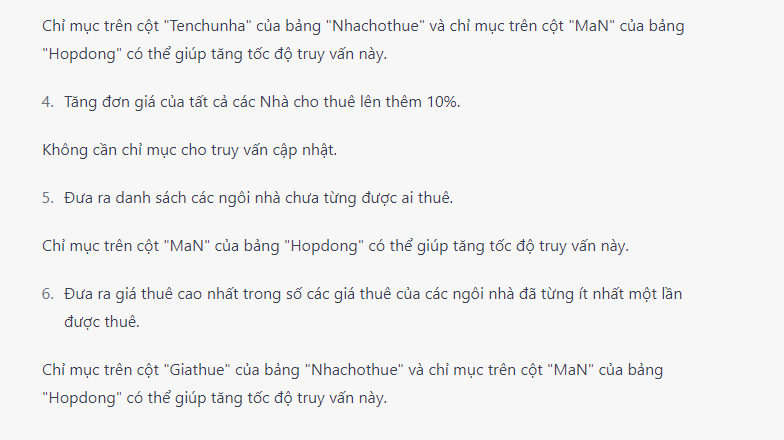 Chỉ mục trên cột "Tenchunha" của bảng "Nhachothue" và chỉ mục trên cột "MaN" của bảng
"Hopdong" có thể giúp tăng tốc độ truy vấn này.
4. Tăng đơn giá của tất cả các Nhà cho thuê lên thêm 10%.
Không cần chỉ mục cho truy vấn cập nhật.
5. Đưa ra danh sách các ngôi nhà chưa từng được ai thuê.
Chỉ mục trên cột "MaN" của bảng "Hopdong" có thể giúp tăng tốc độ truy vấn này.
6. Đưa ra giá thuê cao nhất trong số các giá thuê của các ngôi nhà đã từng ít nhất một lần
được thuê.
Chỉ mục trên cột "Giathue" của bảng "Nhachothue" và chỉ mục trên cột "MaN" của bảng
"Hopdong" có thể giúp tăng tốc độ truy vấn này.